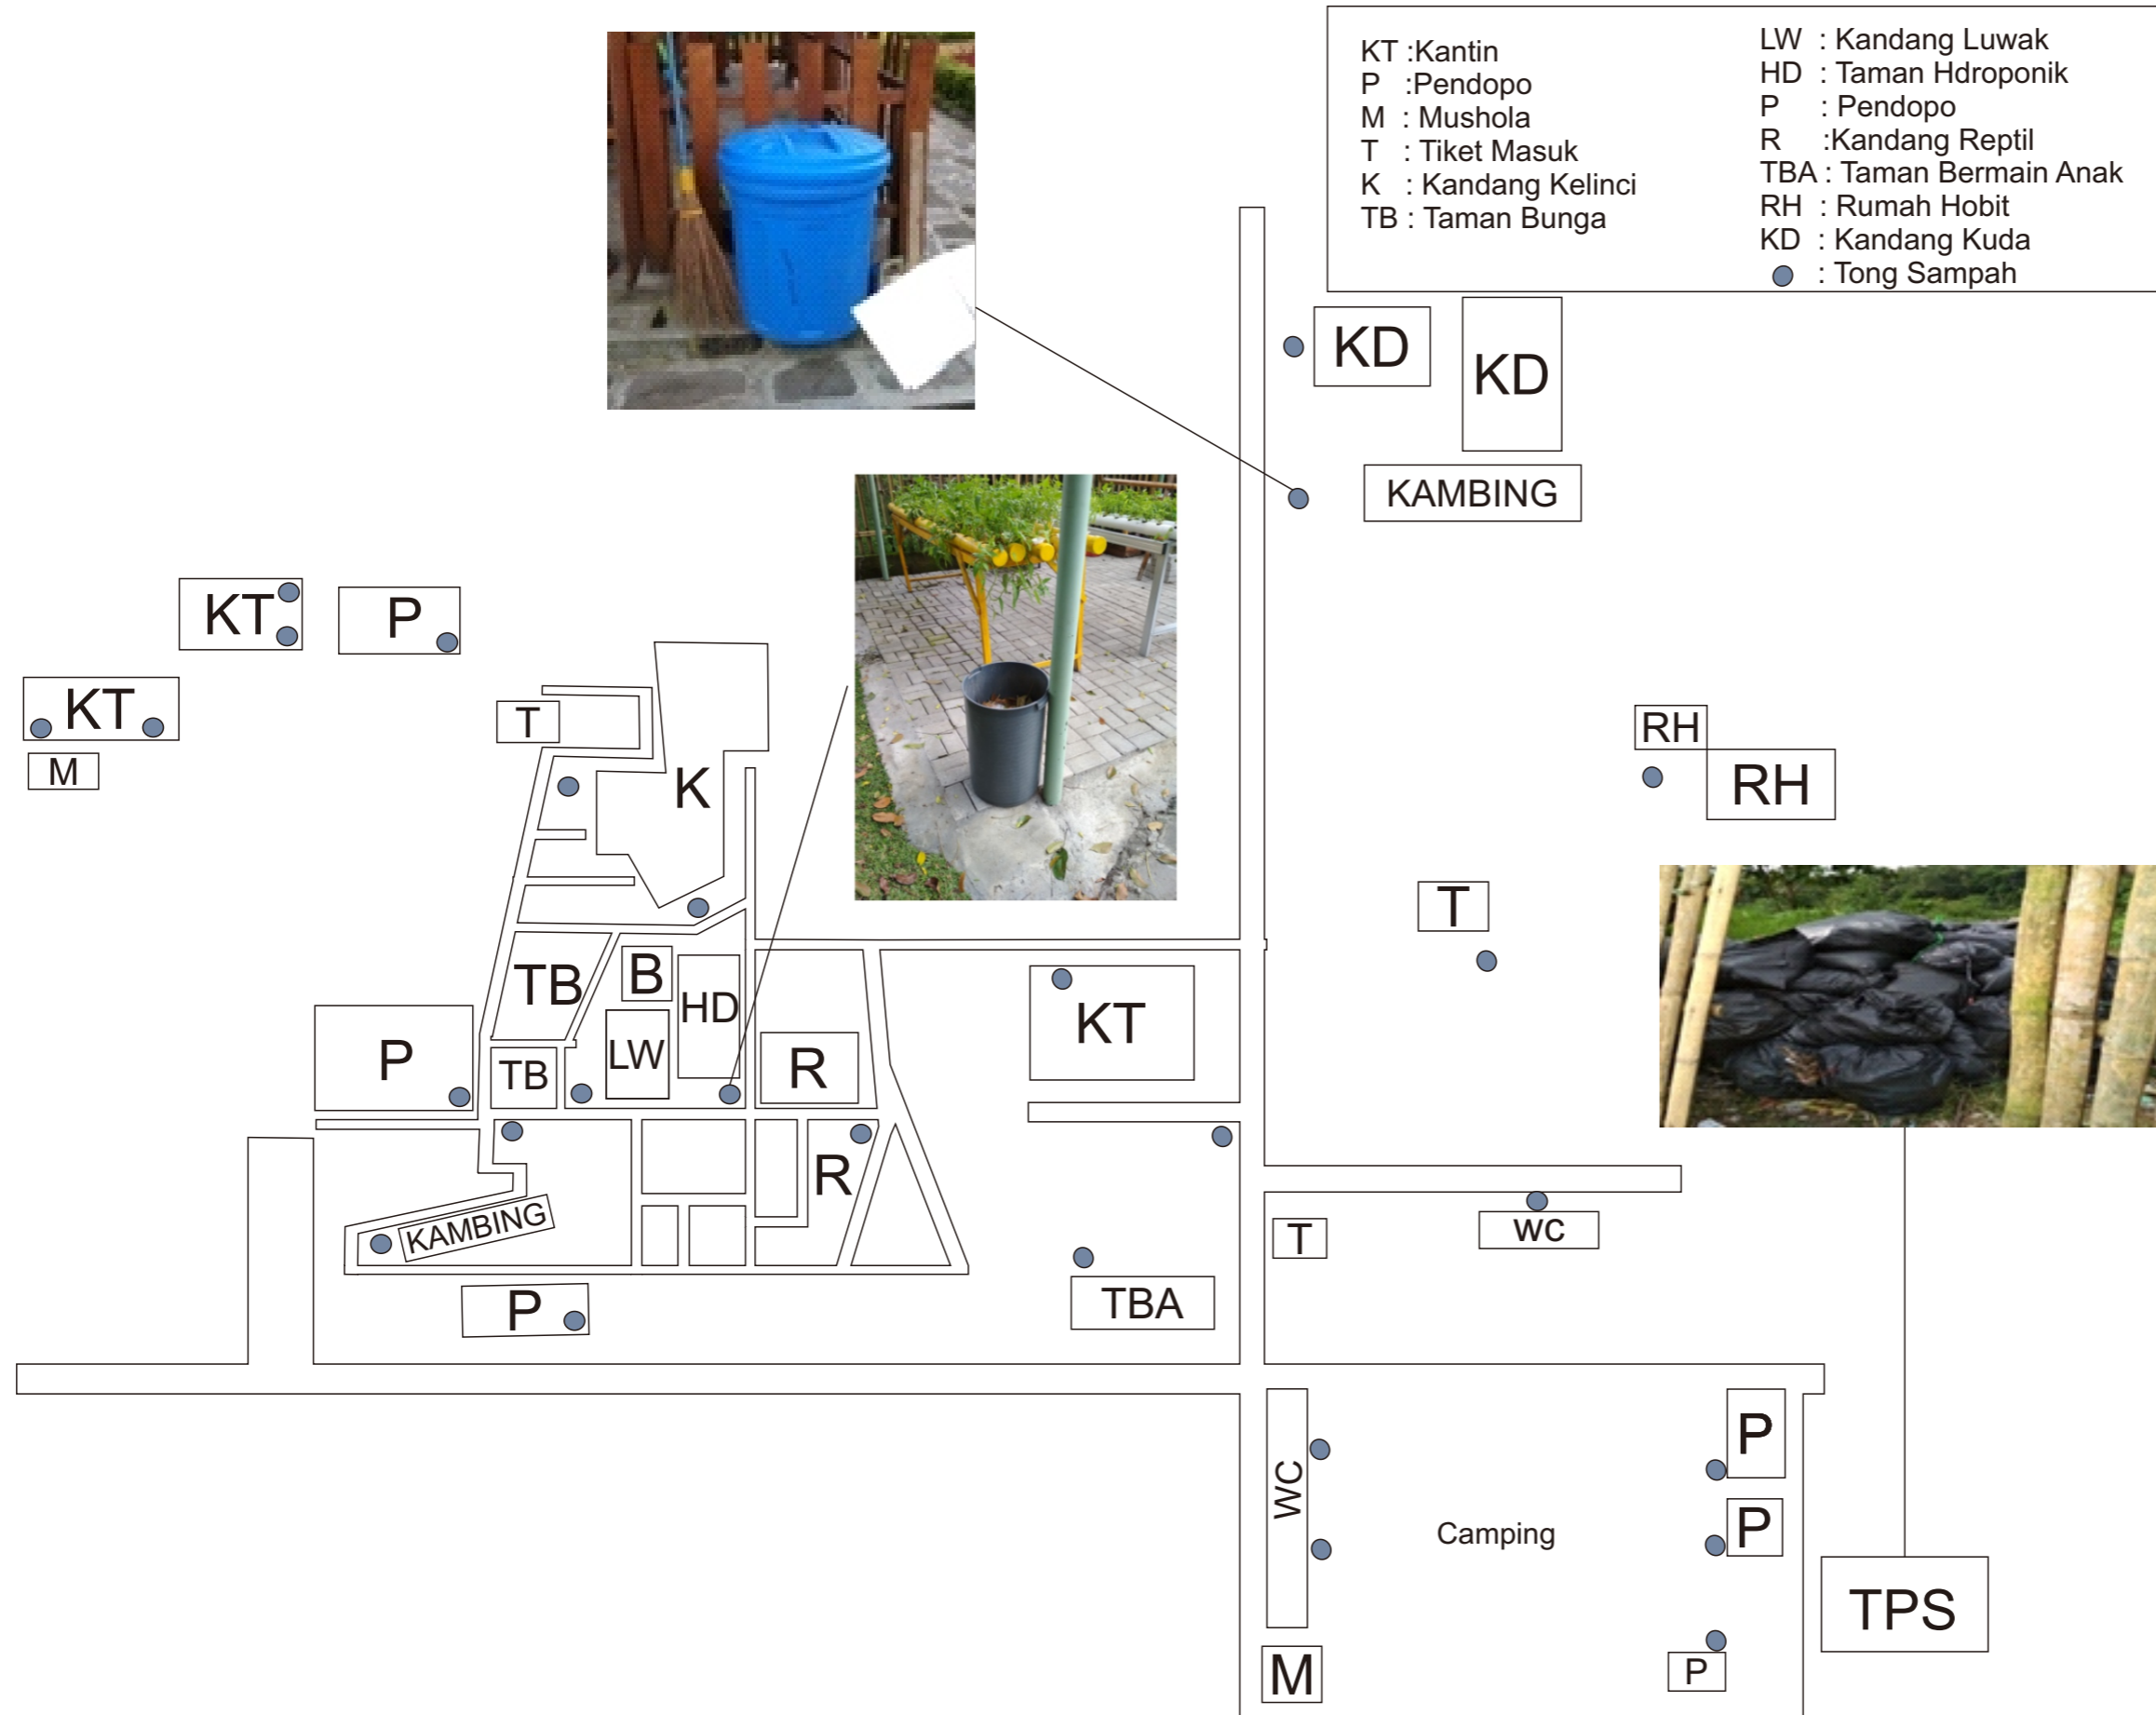 KT :Kantin
P :Pendopo
M : Mushola
T : Tiket Masuk
K : Kandang Kelinci
TB : Taman Bunga
LW : Kandang Luwak
HD : Taman Hdroponik
P : Pendopo
R :Kandang Reptil
TBA : Taman Bermain Anak
RH : Rumah Hobit
KD : Kandang Kuda
: Tong Sampah
KD
KD
KAMBING
KT
P
KT
M
T
K
RH
RH
T
TB
B
HD
KT
P
LW
TB
R
R
KAMBING
T
WC
P
TBA
P
WC
Camping
P
TPS
M
P